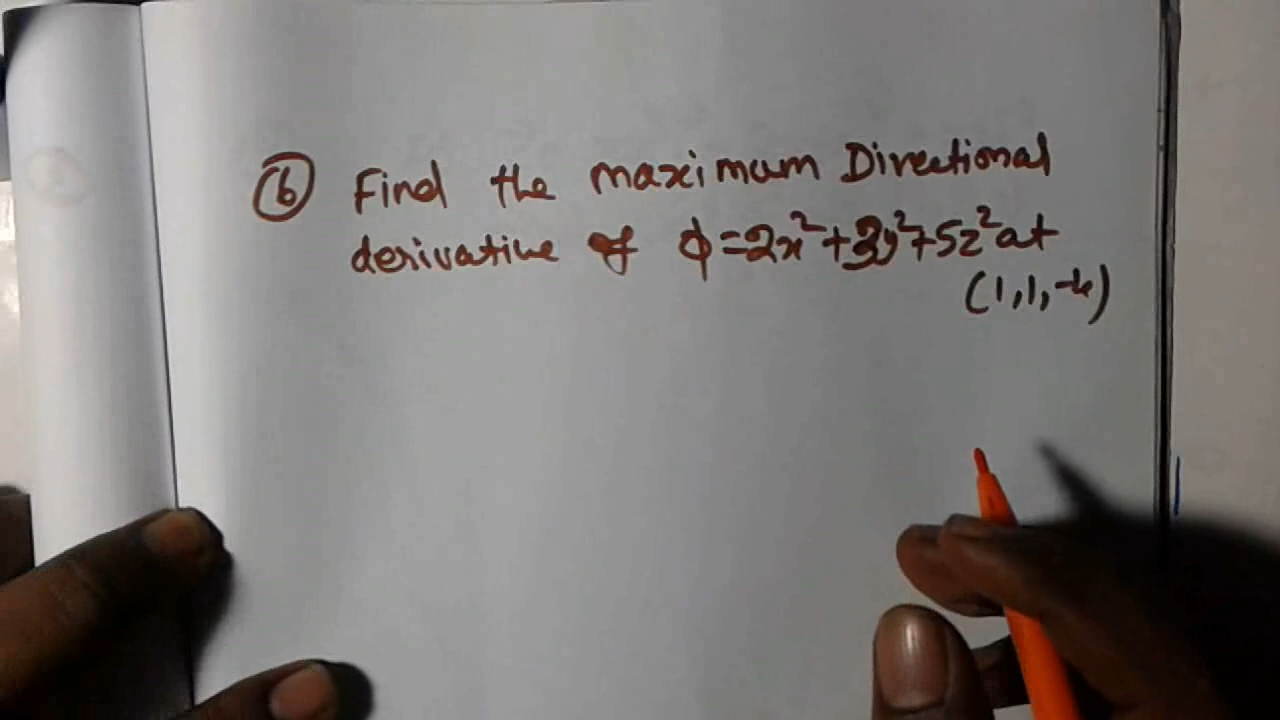 (6) Find the maximum Directional
derivative of ϕ=2x²+3y²+5z² at
(1,1,-4)